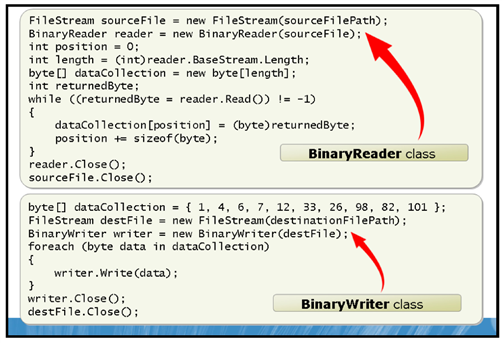 FileStream sourceFile = new FileStream(sourceFilePath);
BinaryReader reader = new BinaryReader(sourceFile);
int position = 0;
int length = (int)reader.BaseStream.Length;
byte[] dataCollection = new byte[length];
int returnedByte;
while ((returnedByte = reader.Read()) != -1)
{
dataCollection[position] = (byte)returnedByte;
position += sizeof(byte);
}
BinaryReader class
reader.Close();
sourceFile.Close();
byte[] dataCollection = { 1, 4, 6, 7, 12, 33, 26, 98, 82, 101 };
FileStream destFile = new FileStream(destinationFilePath);
BinaryWriter writer = new BinaryWriter(destFile);
foreach (byte data in dataCollection)
{
writer.Write(data);
}
writer.Close();
BinaryWriter class
destFile.Close();